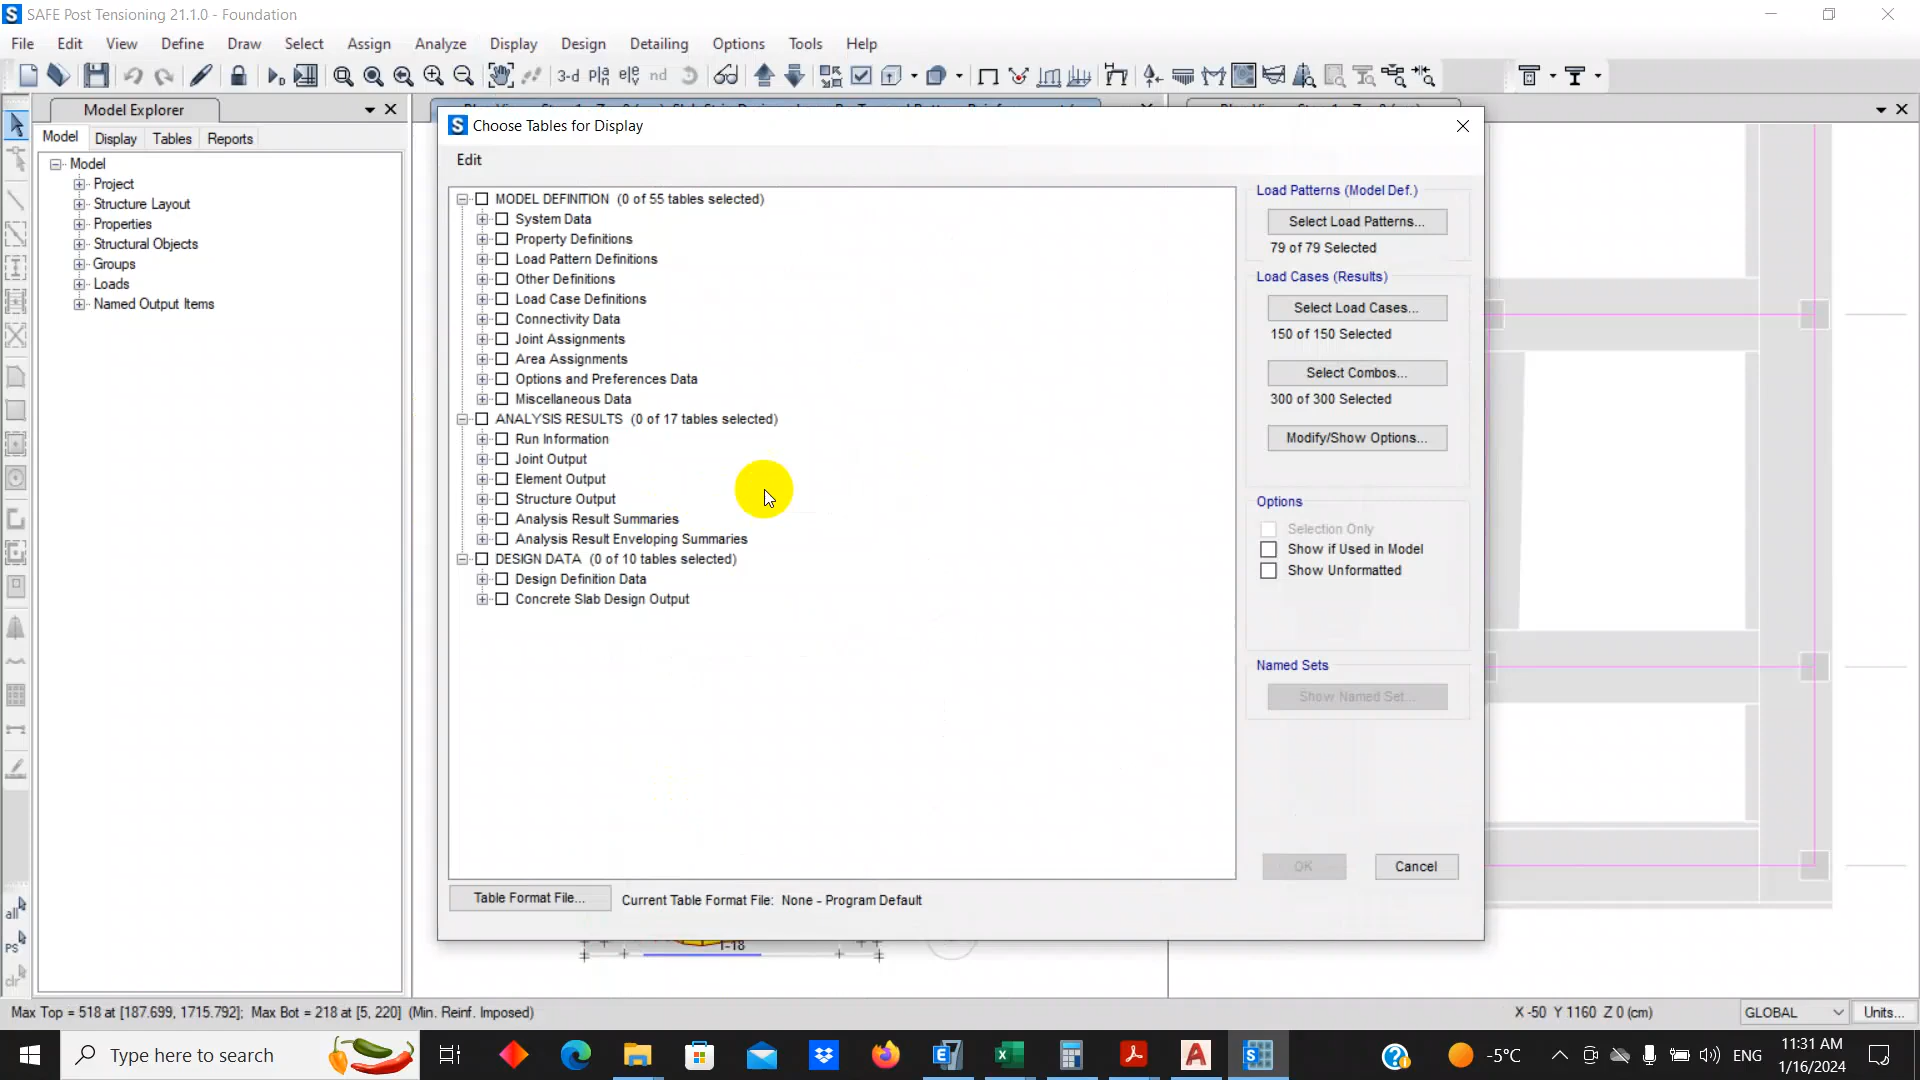 SAFE Post Tensioning 21.1.0 - Foundation
File Edit View Define Draw Select Assign Analyze Display Design Detailing Options Tools Help
3-d nd
Model Explorer
Model Display Tables Reports
Model
Project
Structure Layout
Properties
Structural Objects
Groups
Loads
Named Output Items
Choose Tables for Display
Edit
MODEL DEFINITION (0 of 55 tables selected)
System Data
Property Definitions
Load Pattern Definitions
Other Definitions
Load Case Definitions
Connectivity Data
Joint Assignments
Area Assignments
Options and Preferences Data
Miscellaneous Data
ANALYSIS RESULTS (0 of 17 tables selected)
Run Information
Joint Output
Element Output
Structure Output
Analysis Result Summaries
Analysis Result Enveloping Summaries
DESIGN DATA (0 of 10 tables selected)
Design Definition Data
Concrete Slab Design Output
Load Patterns (Model Def.)
Select Load Patterns...
79 of 79 Selected
Load Cases (Results)
Select Load Cases...
150 of 150 Selected
Select Combos...
300 of 300 Selected
Modify/Show Options...
Options
Selection Only
Show if Used in Model
Show Unformatted
Named Sets
Show Named Set...
OK Cancel
Table Format File... Current Table Format File: None - Program Default
all
PS
clr
Max Top = 518 at [187.699, 1715.792]; Max Bot = 218 at [5, 220] (Min. Reinf. Imposed)
X -50 Y 1160 Z 0 (cm)
GLOBAL
Units...
Type here to search
-5°C
ENG
11:31 AM
1/16/2024